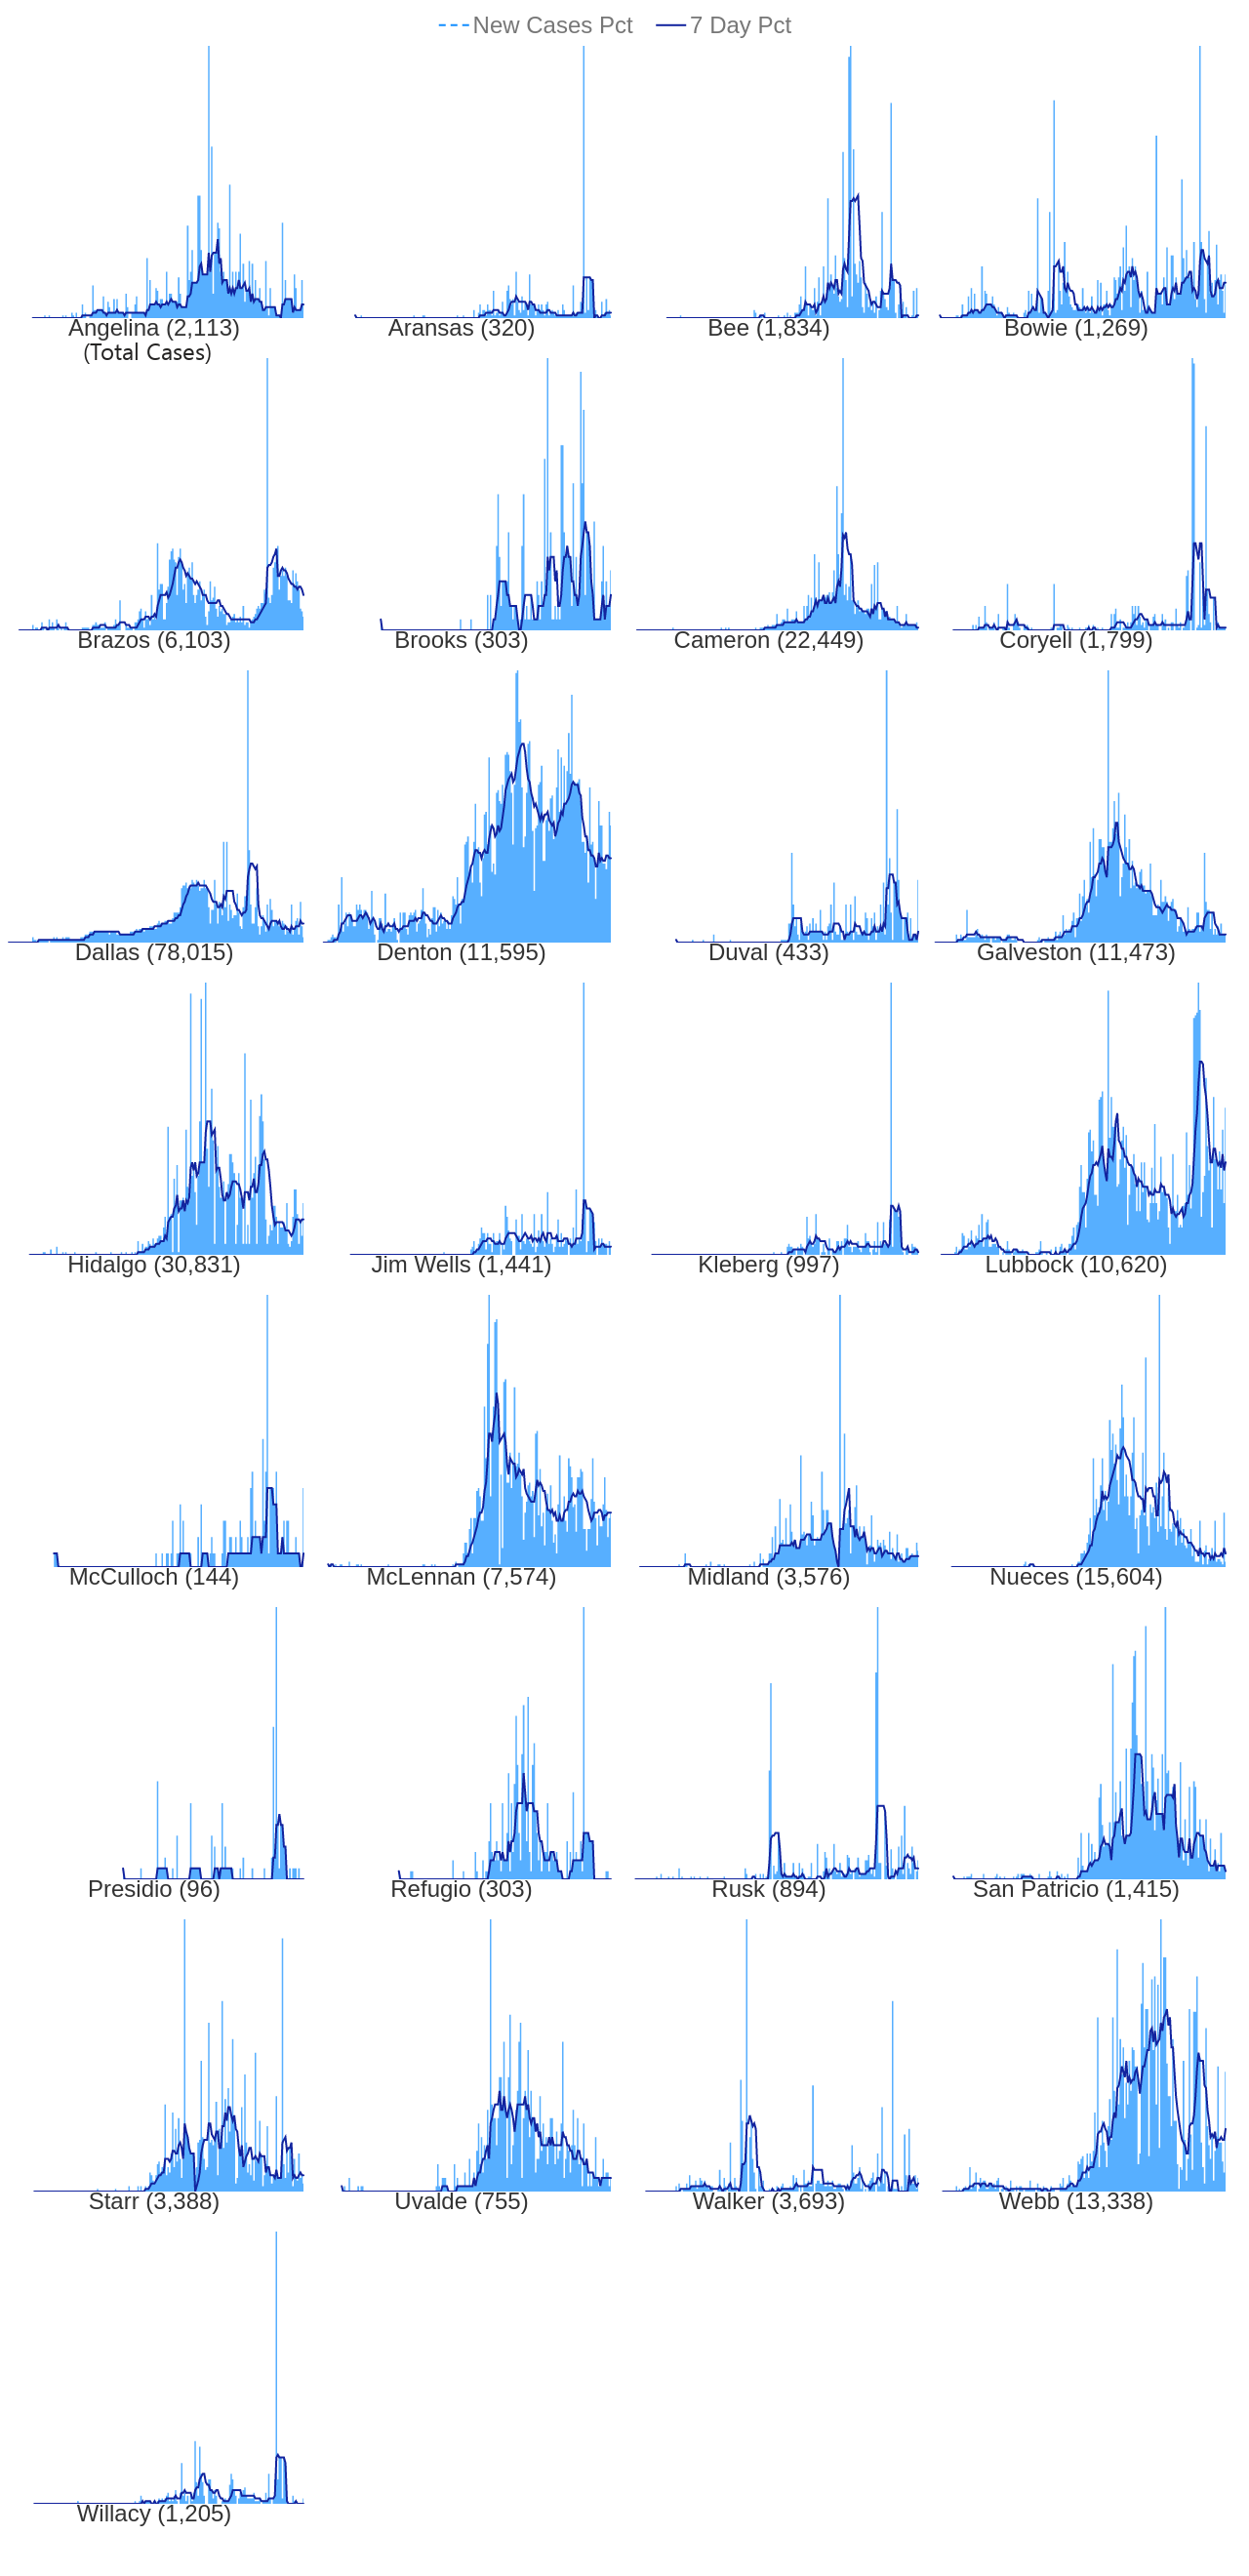 New Cases Pct 7 Day Pct
Angelina (2,113) Aransas (320) Bee (1,834) Bowie (1,269)
(Total Cases)
Brazos (6,103) Brooks (303) Cameron (22,449) Coryell (1,799)
Dallas (78,015) Denton (11,595) Duval (433) Galveston (11,473)
Hidalgo (30,831) Jim Wells (1,441) Kleberg (997) Lubbock (10,620)
McCulloch (144) McLennan (7,574) Midland (3,576) Nueces (15,604)
Presidio (96) Refugio (303) Rusk (894) San Patricio (1,415)
Starr (3,388) Uvalde (755) Walker (3,693) Webb (13,338)
Willacy (1,205)